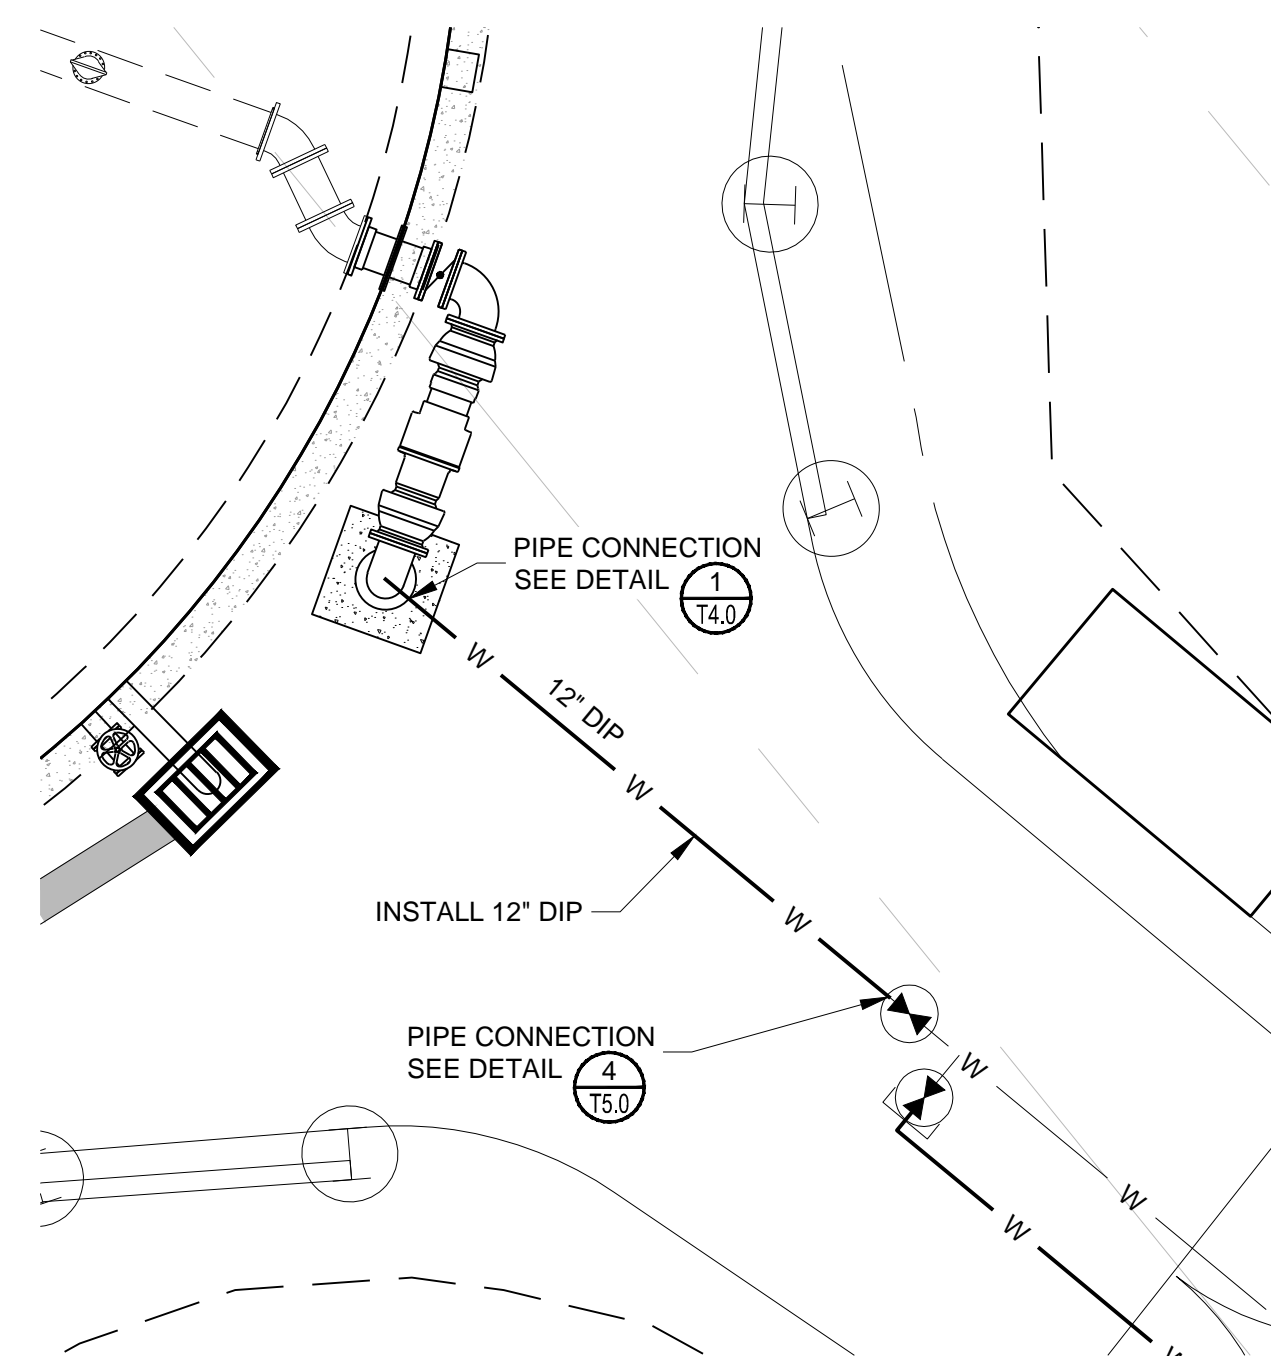 PIPE CONNECTION
SEE DETAIL
1
T4.0
W
12" DIP
W
INSTALL 12" DIP
W
PIPE CONNECTION
SEE DETAIL
4
T5.0
W
W
W
W